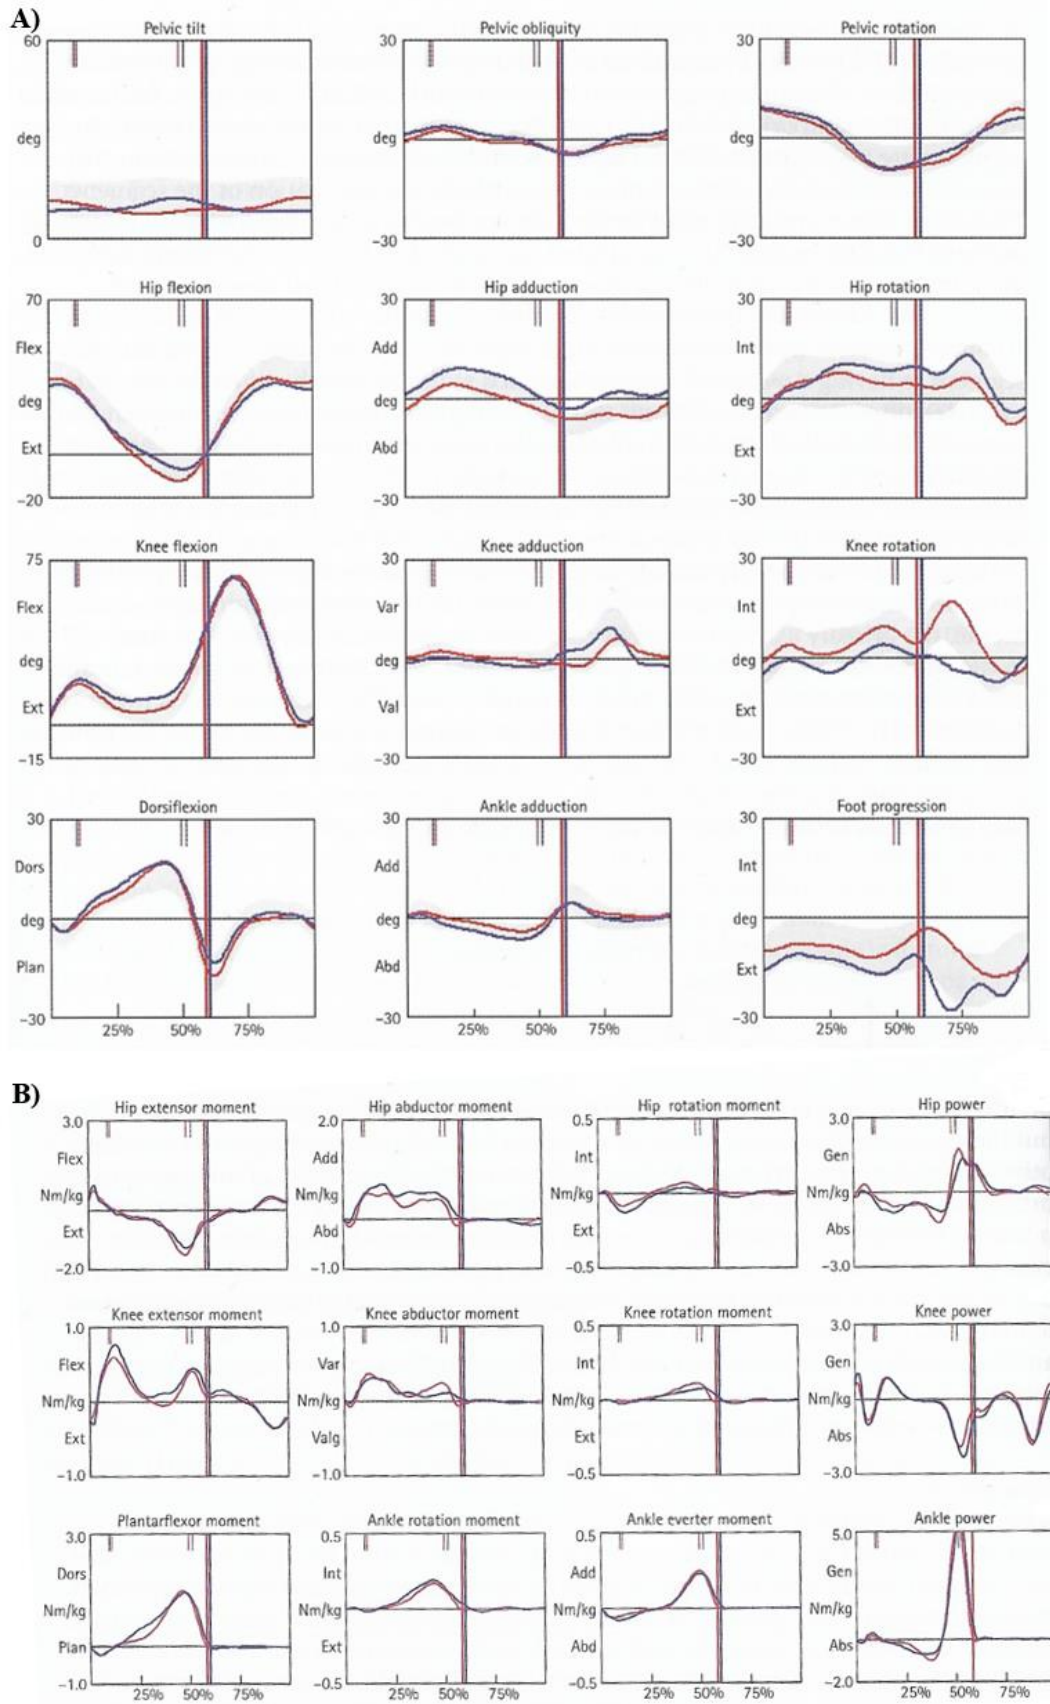 A)
Pelvic tilt Pelvic obliquity Pelvic rotation
60 30 30
deg deg deg
0 -30 -30
Hip flexion Hip adduction Hip rotation
70 30 30
Flex Add Int
deg deg deg
Ext Abd Ext
-20 -30 -30
Knee flexion Knee adduction Knee rotation
75 30 30
Flex Var Int
deg deg deg
Ext Val Ext
-15 -30 -30
Dorsiflexion Ankle adduction Foot progression
30 30 30
Dors Add Int
deg deg deg
Plan Abd Ext
-30 -30 -30
25% 50% 75% 25% 50% 75% 25% 50% 75%
B)
Hip extensor moment Hip abductor moment Hip rotation moment Hip power
3.0 2.0 0.5 3.0
Flex Add Int Gen
Nm/kg Nm/kg Nm/kg Nm/kg
Ext Abd Ext Abs
-2.0 -1.0 -0.5 -3.0
Knee extensor moment Knee abductor moment Knee rotation moment Knee power
1.0 1.0 0.5 3.0
Flex Var Int Gen
Nm/kg Nm/kg Nm/kg Nm/kg
Ext Valg Ext Abs
-1.0 -1.0 -0.5 -3.0
Plantarflexor moment Ankle rotation moment Ankle everter moment Ankle power
3.0 0.5 0.5 5.0
Dors Int Add Gen
Nm/kg Nm/kg Nm/kg Nm/kg
Plan Ext Abd Abs
-1.0 -0.5 -0.5 -2.0
25% 50% 75% 25% 50% 75% 25% 50% 75% 25% 50% 75%